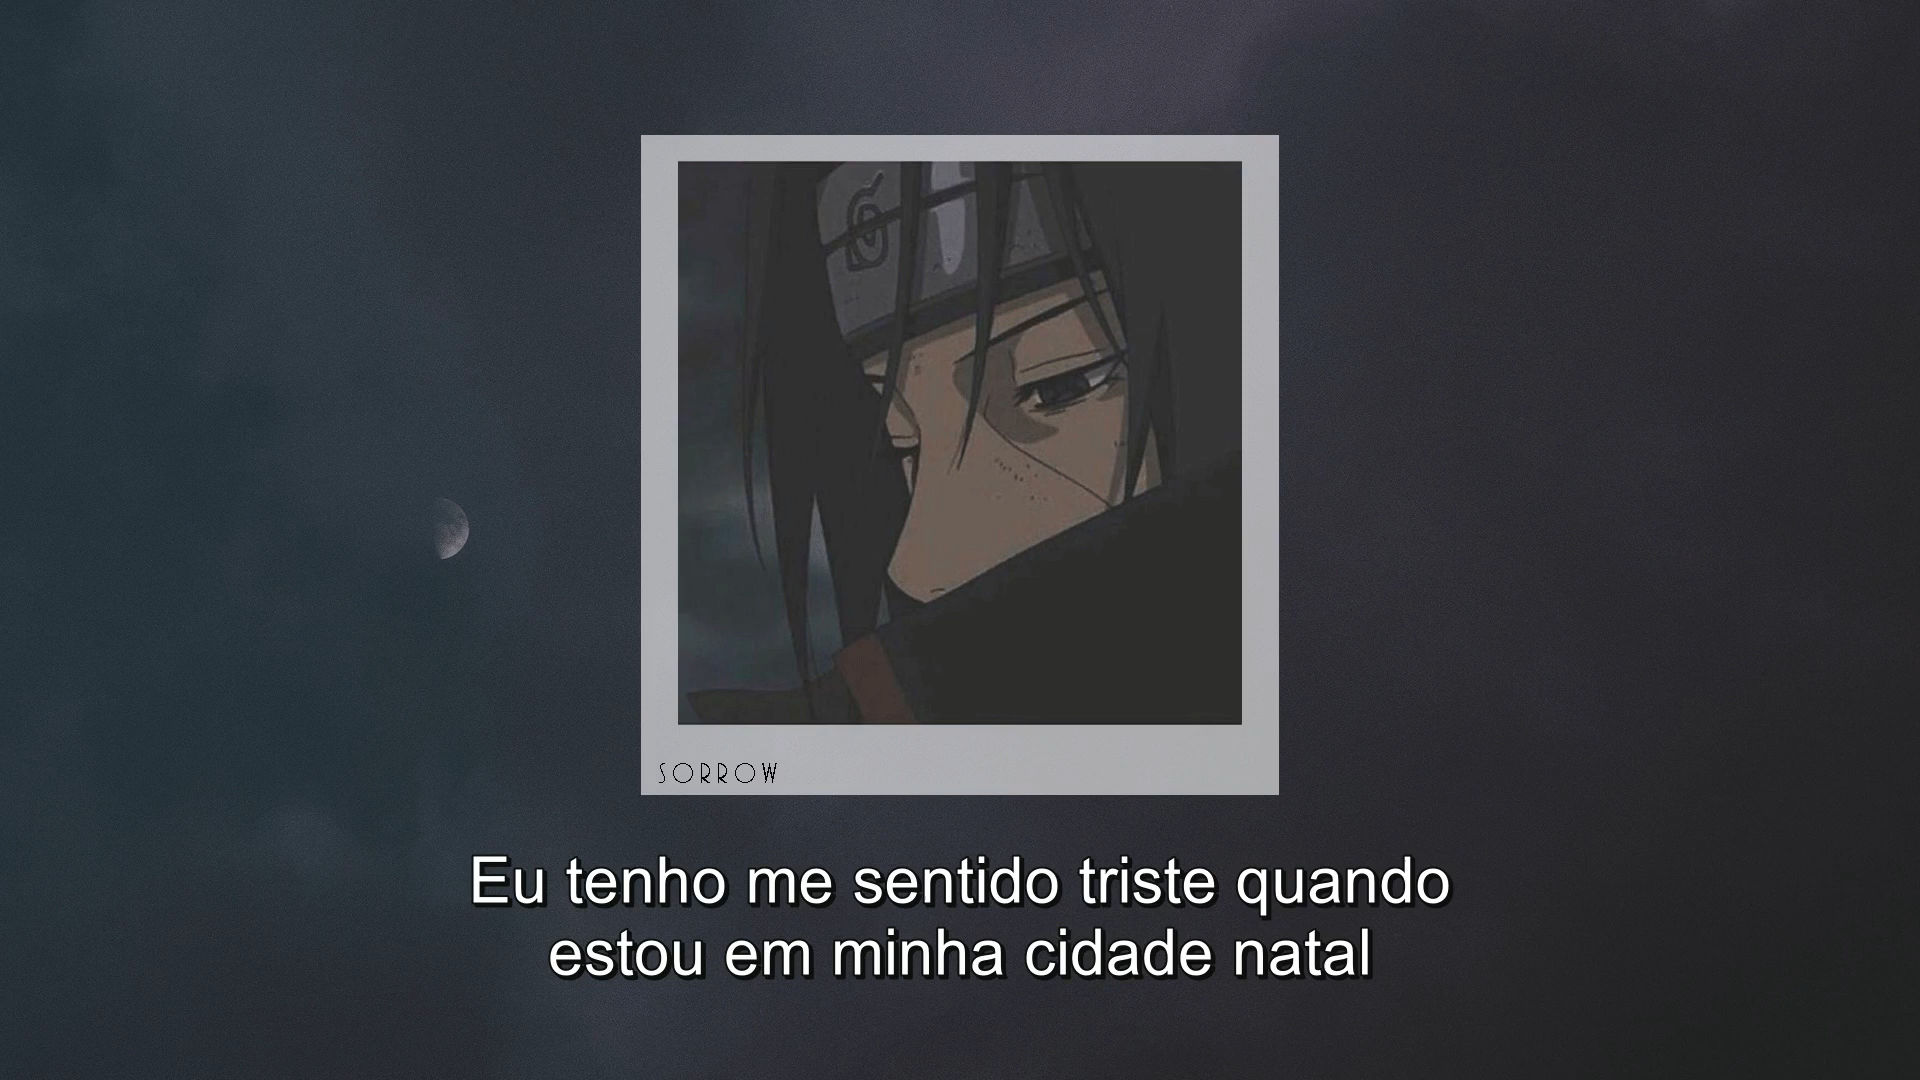 SORROW
Eu tenho me sentido triste quando
estou em minha cidade natal